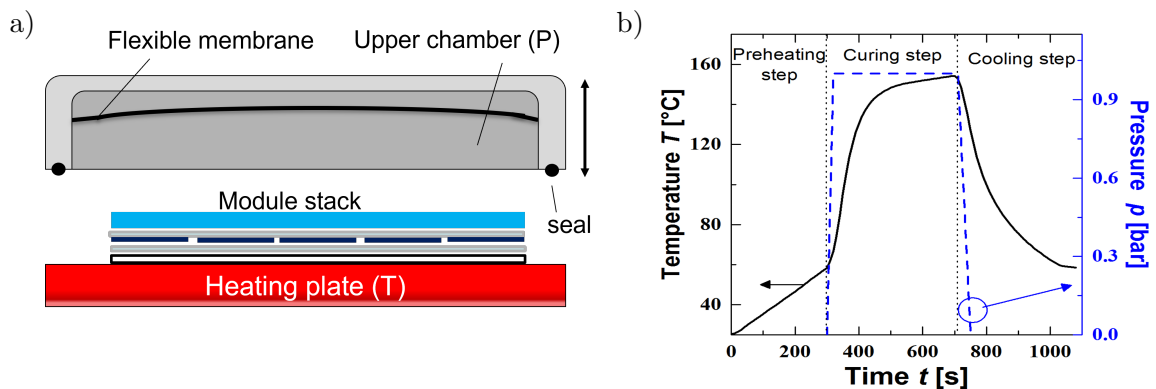 a)
Flexible membrane
Upper chamber (P)
Module stack
seal
Heating plate (T)
b)
Preheating
step
Curing step
Cooling step
160
120
80
40
Temperature T [°C]
0.9
0.6
0.3
0.0
Pressure p [bar]
0 200 400 600 800 1000
Time t [s]